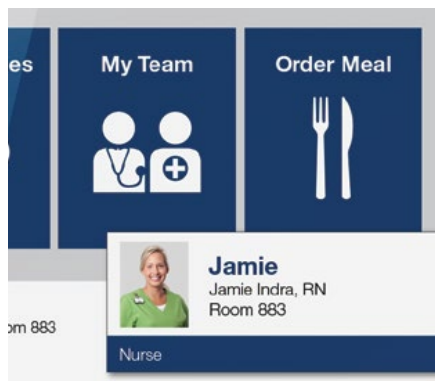 es
My Team
Order Meal
Jamie
Jamie Indra, RN
Room 883
om 883
Nurse